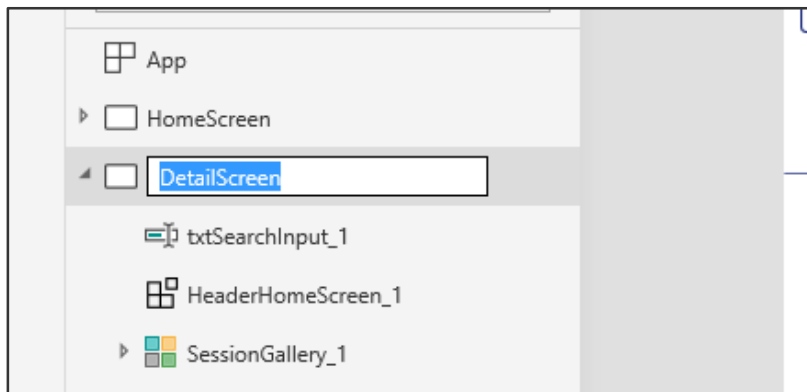 App
HomeScreen
DetailScreen
txtSearchInput_1
HeaderHomeScreen_1
SessionGallery_1